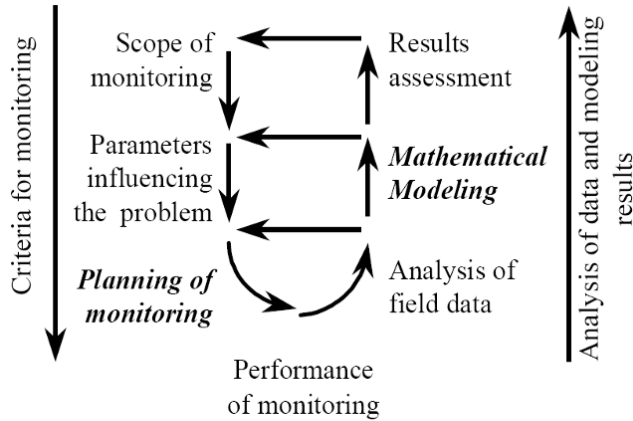 Criteria for monitoring
Scope of
monitoring
Parameters
influencing
the problem
Planning of
monitoring
Performance
of monitoring
Results
assessment
Mathematical
Modeling
Analysis of
field data
Analysis of data and modeling
results